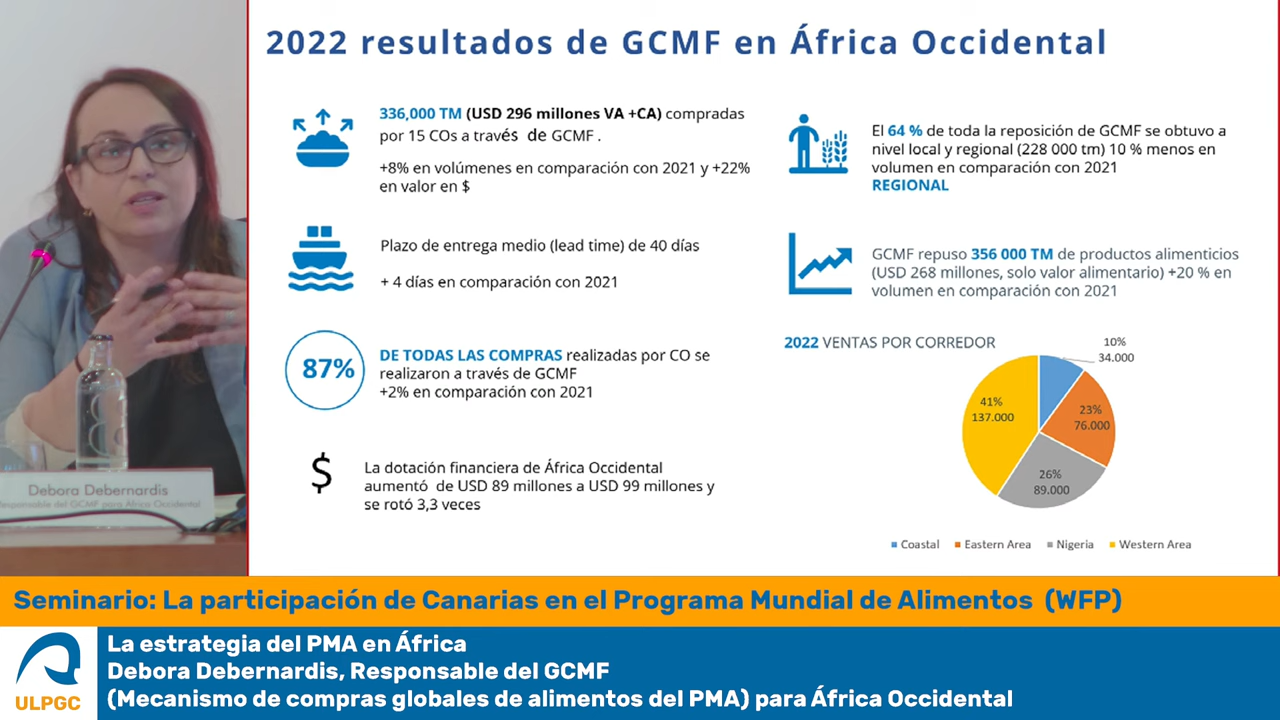 2022 resultados de GCMF en África Occidental
336,000 TM (USD 296 millones VA +CA) compradas
por 15 COs a través de GCMF .
+8% en volúmenes en comparación con 2021 y +22%
en valor en $
Plazo de entrega medio (lead time) de 40 días
+ 4 días en comparación con 2021
87%
DE TODAS LAS COMPRAS realizadas por CO se
realizaron a través de GCMF
+2% en comparación con 2021
$
La dotación financiera de África Occidental
aumentó de USD 89 millones a USD 99 millones y
se rotó 3,3 veces
El 64 % de toda la reposición de GCMF se obtuvo a
nivel local y regional (228 000 tm) 10 % menos en
volumen en comparación con 2021
REGIONAL
GCMF repuso 356 000 TM de productos alimenticios
(USD 268 millones, solo valor alimentario) +20 % en
volumen en comparación con 2021
2022 VENTAS POR CORREDOR
10%
34.000
41%
137.000
23%
76.000
26%
89.000
Coastal Eastern Area Nigeria Western Area
Debora Debernardis
Responsable del GCMF para África Occidental
Seminario: La participación de Canarias en el Programa Mundial de Alimentos (WFP)
ULPGC
La estrategia del PMA en África
Debora Debernardis, Responsable del GCMF
(Mecanismo de compras globales de alimentos del PMA) para África Occidental